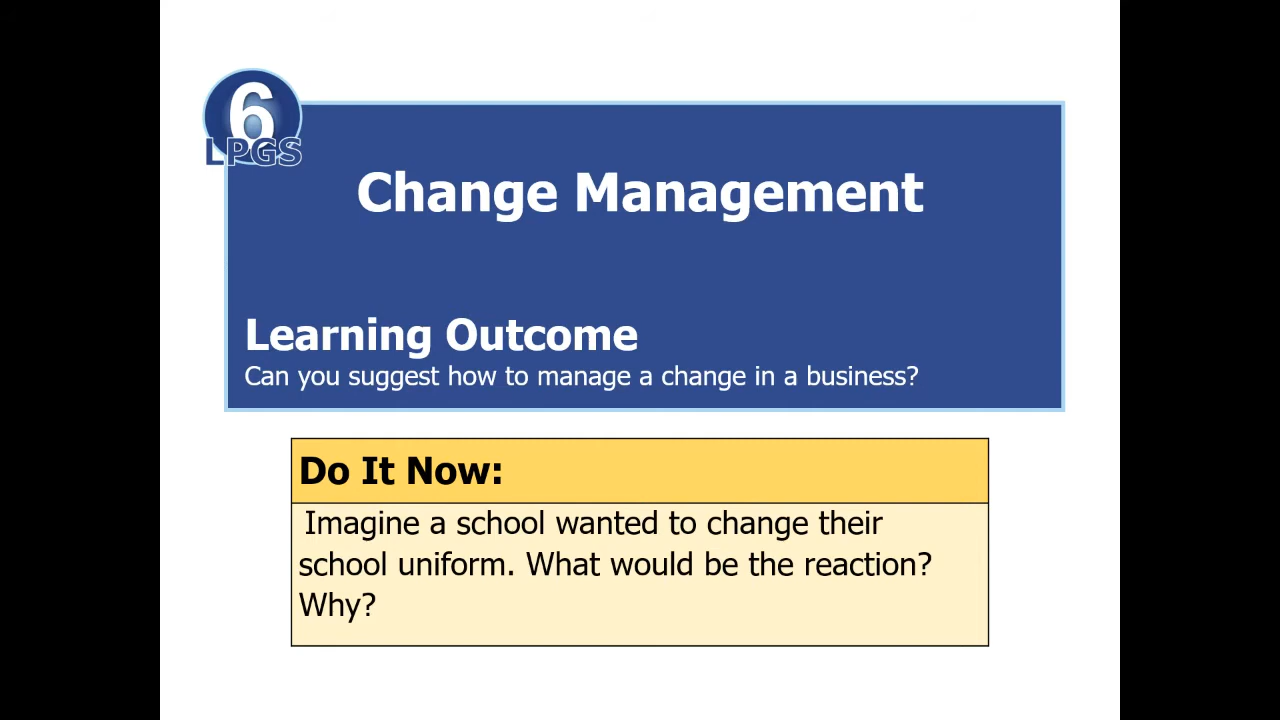 6
LPGS
Change Management
Learning Outcome
Can you suggest how to manage a change in a business?
Do It Now:
Imagine a school wanted to change their
school uniform. What would be the reaction?
Why?